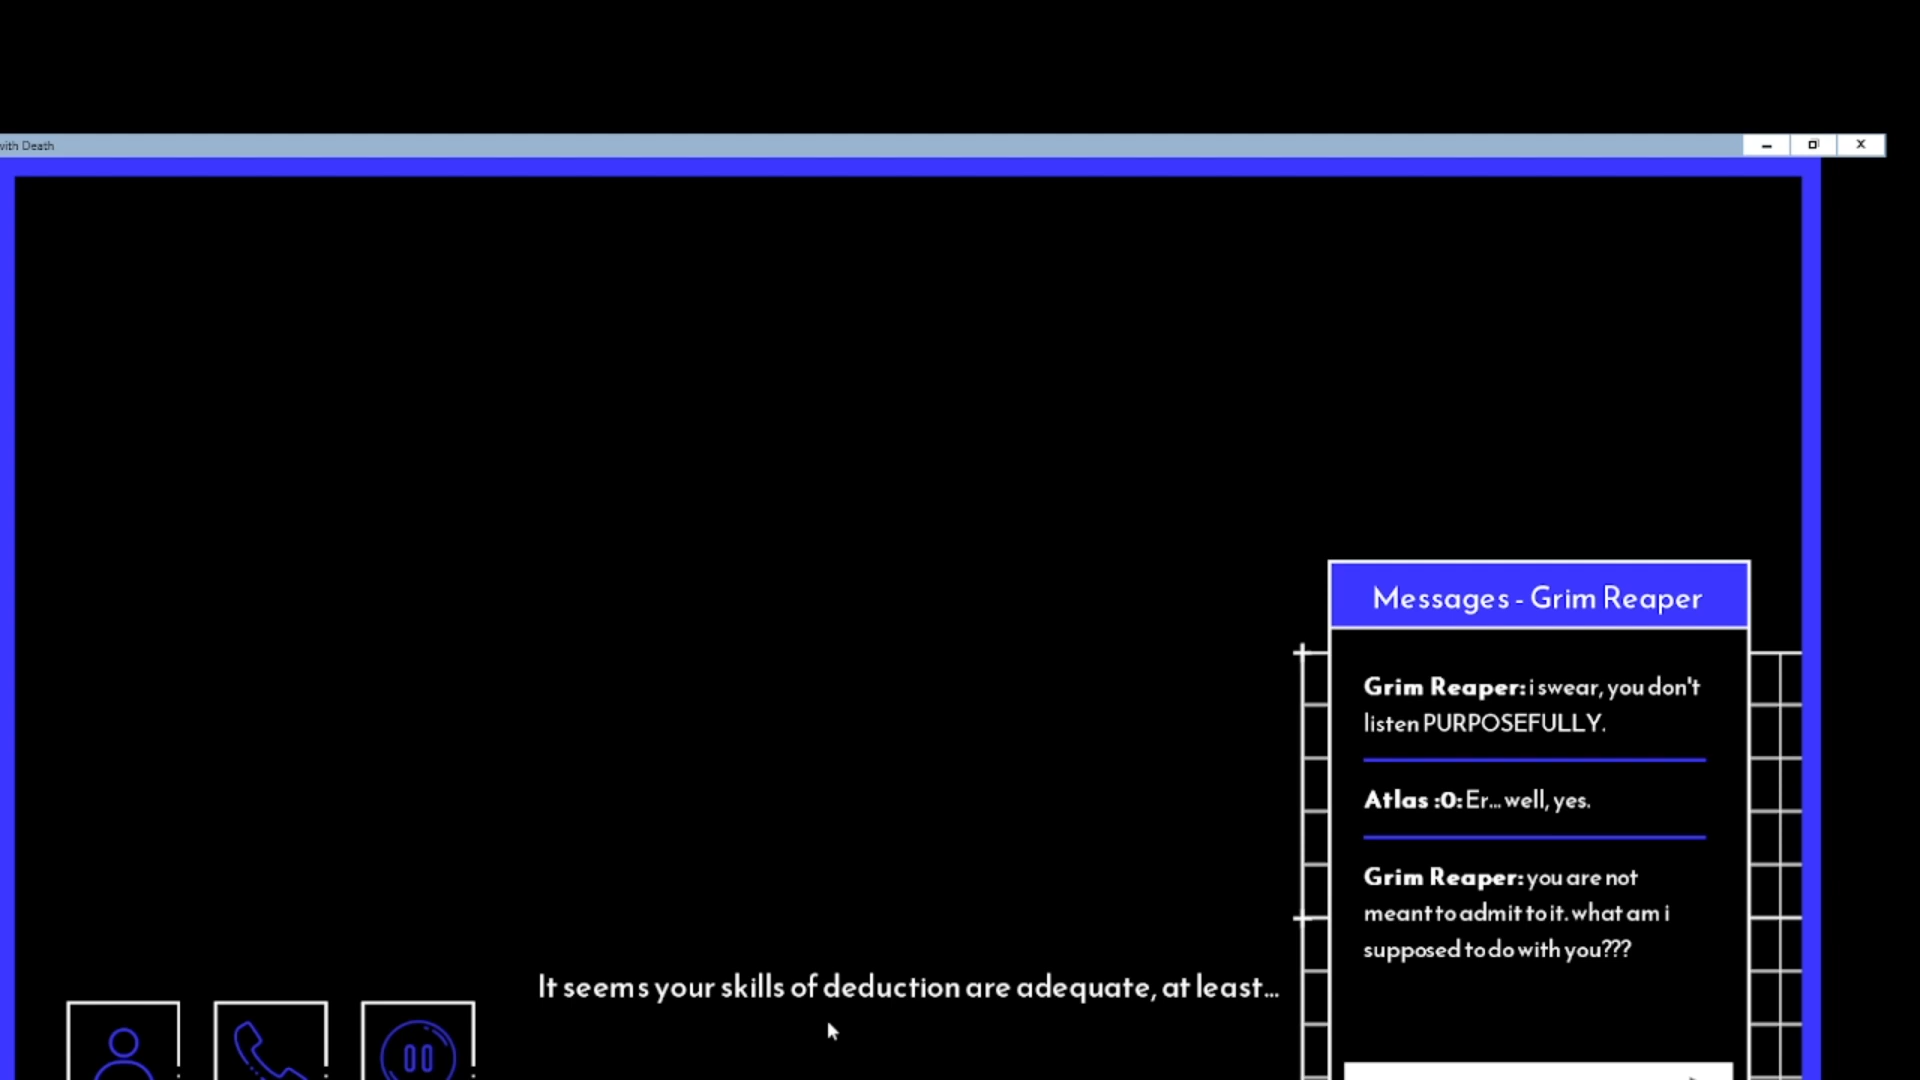 with Death
Messages - Grim Reaper
Grim Reaper: i swear, you don't
listen PURPOSEFULLY.
Atlas :0: Er... well, yes.
Grim Reaper: you are not
meant to admit to it. what am i
supposed to do with you???
It seems your skills of deduction are adequate, at least...